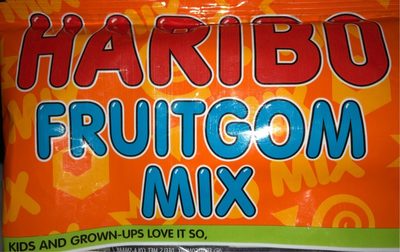 HARIBO
FRUITGOM
MIX
KIDS AND GROWN-UPS LOVE IT SO,